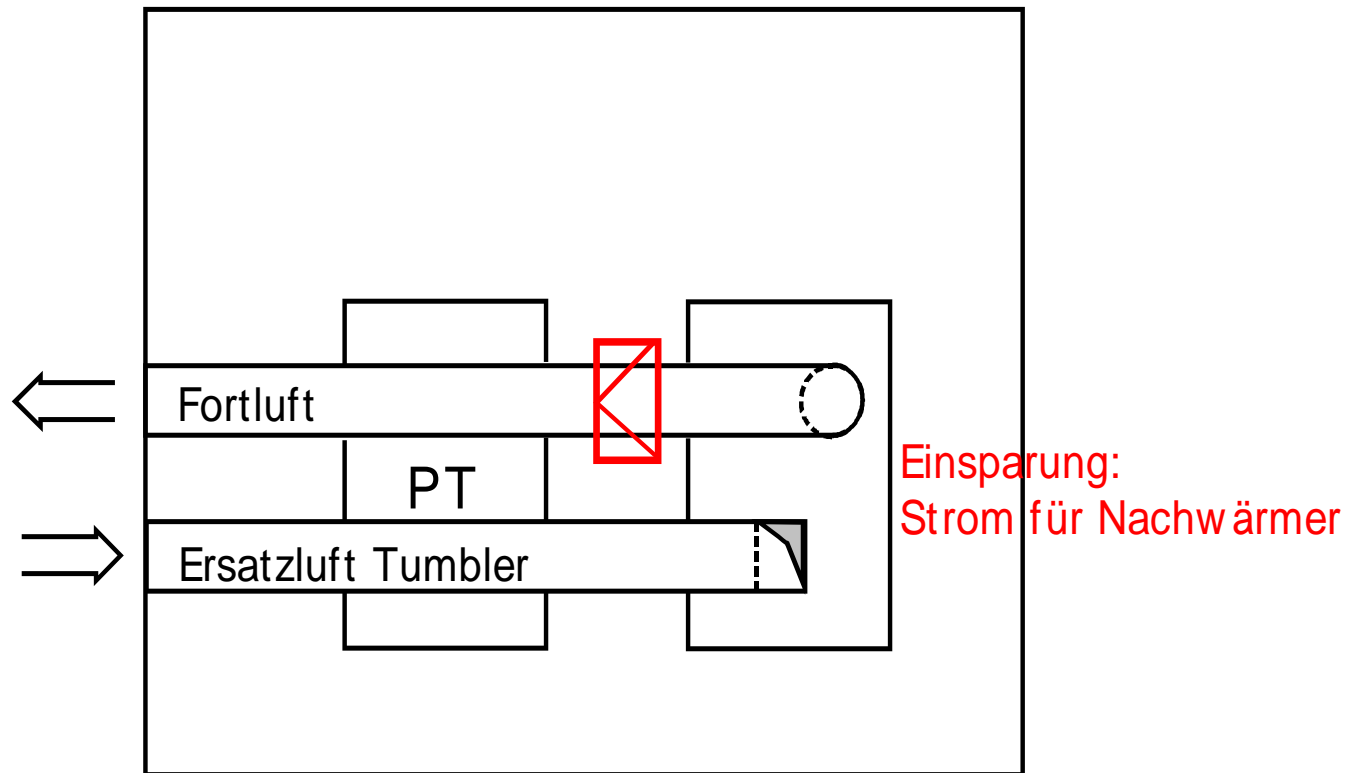 Fortluft
PT
Einsparung:
Strom für Nachwärmer
Ersatzluft Tumbler